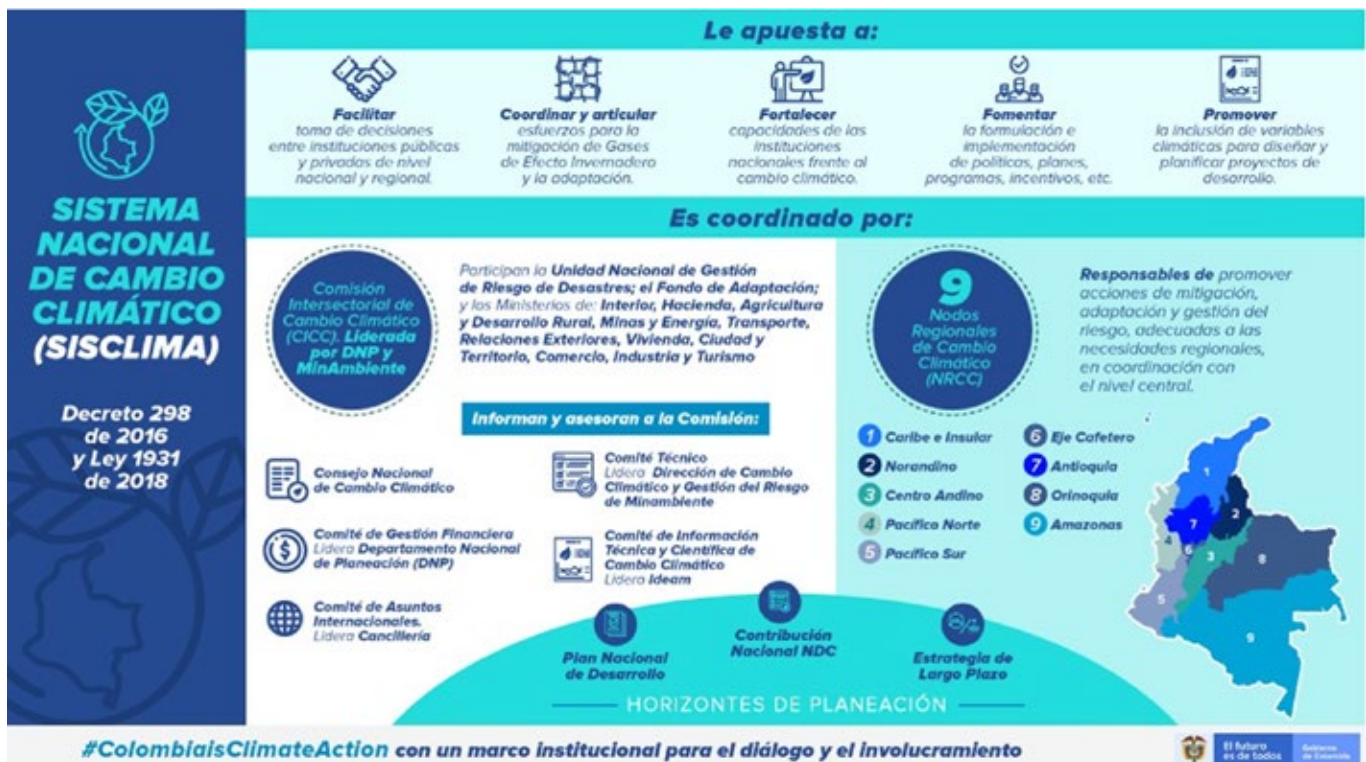 SISTEMA
NACIONAL
DE CAMBIO
CLIMÁTICO
(SISCLIMA)
Decreto 298
de 2016
y Ley 1931
de 2018
Le apuesta a:
Facilitar
toma de decisiones
entre instituciones públicas
y privadas de nivel
nacional y regional.
Coordinar y articular
esfuerzos para la
mitigación de Gases
de Efecto Invernadero
y la adaptación.
Fortalecer
capacidades de las
instituciones
nacionales frente al
cambio climático.
Fomentar
la formulación e
implementación
de políticas, planes,
programas, incentivos, etc.
Promover
la inclusión de variables
climáticas para diseñar y
planificar proyectos de
desarrollo.
Es coordinado por:
Comisión
Intersectorial de
Cambio Climático
(CICC). Liderada
por DNP y
MinAmbiente
Participan la Unidad Nacional de Gestión
de Riesgo de Desastres; el Fondo de Adaptación;
y los Ministerios de: Interior, Hacienda, Agricultura
y Desarrollo Rural, Minas y Energía, Transporte,
Relaciones Exteriores, Vivienda, Ciudad y
Territorio, Comercio, Industria y Turismo
Informan y asesoran a la Comisión:
Consejo Nacional
de Cambio Climático
Comité de Gestión Financiera
Lidera Departamento Nacional
de Planeación (DNP)
Comité de Asuntos
Internacionales.
Lidera Cancillería
Comité Técnico
Lidera Dirección de Cambio
Climático y Gestión del Riesgo
de Minambiente
Comité de Información
Técnica y Científica de
Cambio Climático
Lidera Ideam
9
Nodos
Regionales
de Cambio
Climático
(NRCC)
Responsables de promover
acciones de mitigación,
adaptación y gestión del
riesgo, adecuadas a las
necesidades regionales,
en coordinación con
el nivel central.
1 Caribe e Insular
2 Norandino
3 Centro Andino
4 Pacífico Norte
5 Pacífico Sur
6 Eje Cafetero
7 Antioquia
8 Orinoquia
9 Amazonas
1
2
7
4
6
3
8
5
9
Plan Nacional
de Desarrollo
Contribución
Nacional NDC
Estrategia de
Largo Plazo
HORIZONTES DE PLANEACIÓN
#ColombiaisClimateAction con un marco institucional para el diálogo y el involucramiento
El futuro
es de todos
Gobierno
de Colombia